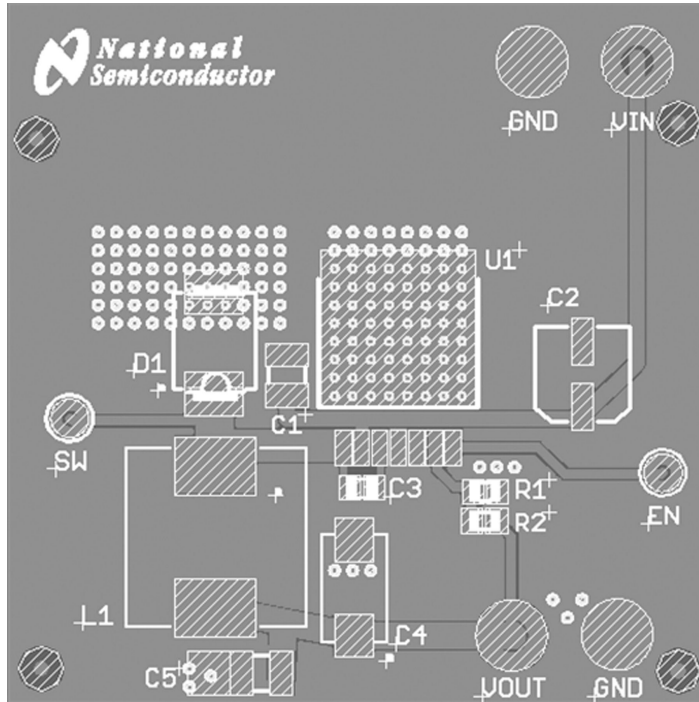 National
Semiconductor
GND
VIN
U1
C2
D1
C1
SW
C3
R1
R2
EN
L1
C4
C5
VOUT
GND